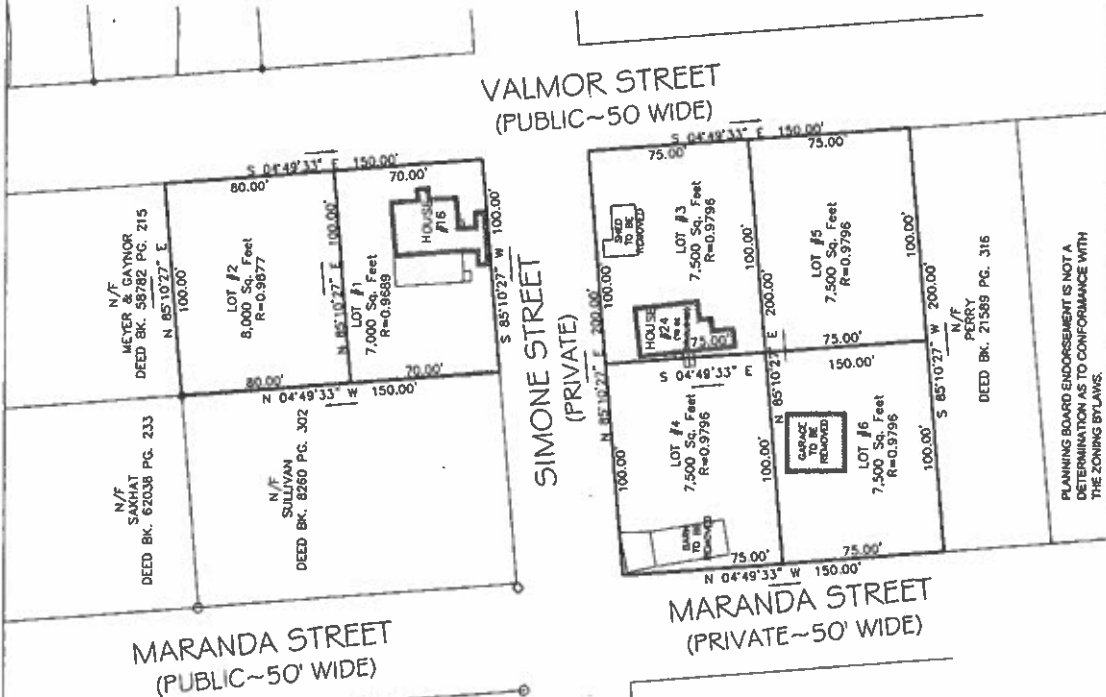 VALMOR STREET
(PUBLIC~50 WIDE)
S 04°49'33" E 150.00'
80.00'
70.00'
N/F
MEYER & GAYNOR
DEED BK. 58782 PG. 215
N 85°10'27" E
100.00'
LOT #2
8,000 Sq. Feet
R=0.9877
N 85°10'27" E 100.00'
LOT #1
7,000 Sq. Feet
R=0.9689
HOUSE
#16
100.00'
S 85°10'27" W
80.00'
70.00'
N 04°49'33" W 150.00'
N/F
SAKHAT
DEED BK. 62038 PG. 233
N/F
SULLIVAN
DEED BK. 8260 PG. 302
SIMONE STREET
(PRIVATE)
S 04°49'33" E 150.00'
75.00'
75.00'
SHED
TO BE
REMOVED
LOT #3
7,500 Sq. Feet
R=0.9796
100.00'
100.00'
N 85°10'27" E 200.00'
HOUSE
#24
75.00'
S 04°49'33" E
LOT #5
7,500 Sq. Feet
R=0.9796
100.00'
N 85°10'27" E 200.00'
75.00'
150.00'
S 85°10'27" W 200.00'
N/F
PERRY
DEED BK. 21589 PG. 316
LOT #4
7,500 Sq. Feet
R=0.9796
100.00'
100.00'
BARN
TO BE
REMOVED
GARAGE
TO BE
REMOVED
LOT #6
7,500 Sq. Feet
R=0.9796
100.00'
75.00'
75.00'
N 04°49'33" W 150.00'
PLANNING BOARD ENDORSEMENT IS NOT A
DETERMINATION AS TO CONFORMANCE WITH
THE ZONING BYLAWS.
MARANDA STREET
(PUBLIC~50' WIDE)
MARANDA STREET
(PRIVATE~50' WIDE)